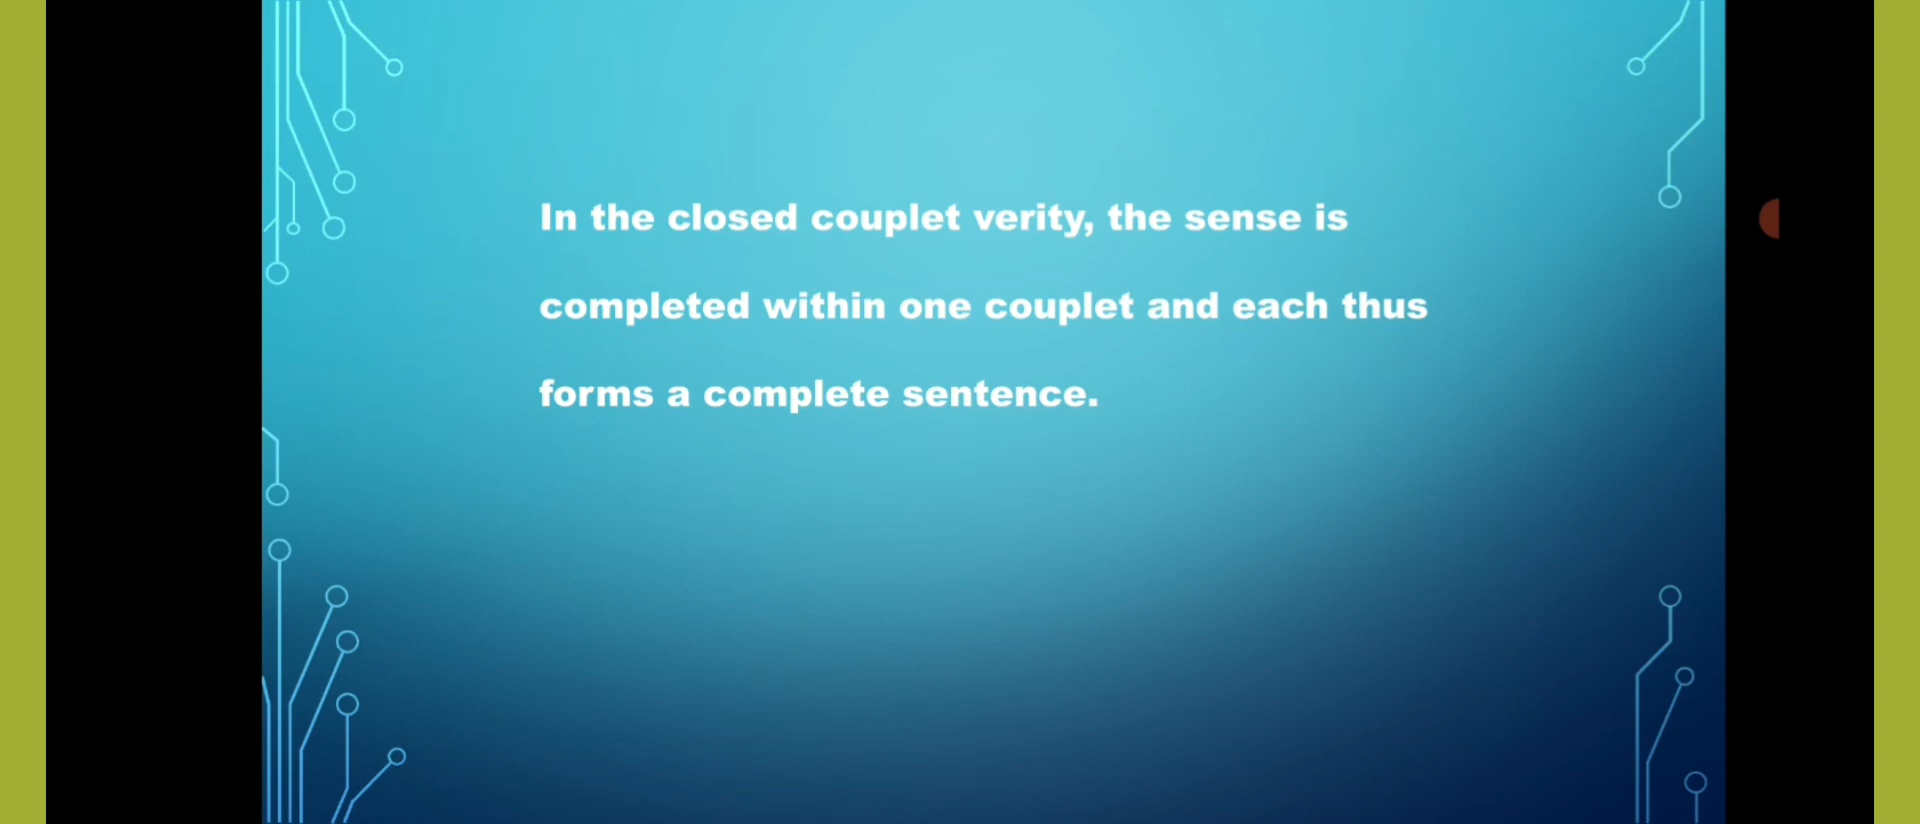 In the closed couplet verity, the sense is
completed within one couplet and each thus
forms a complete sentence.